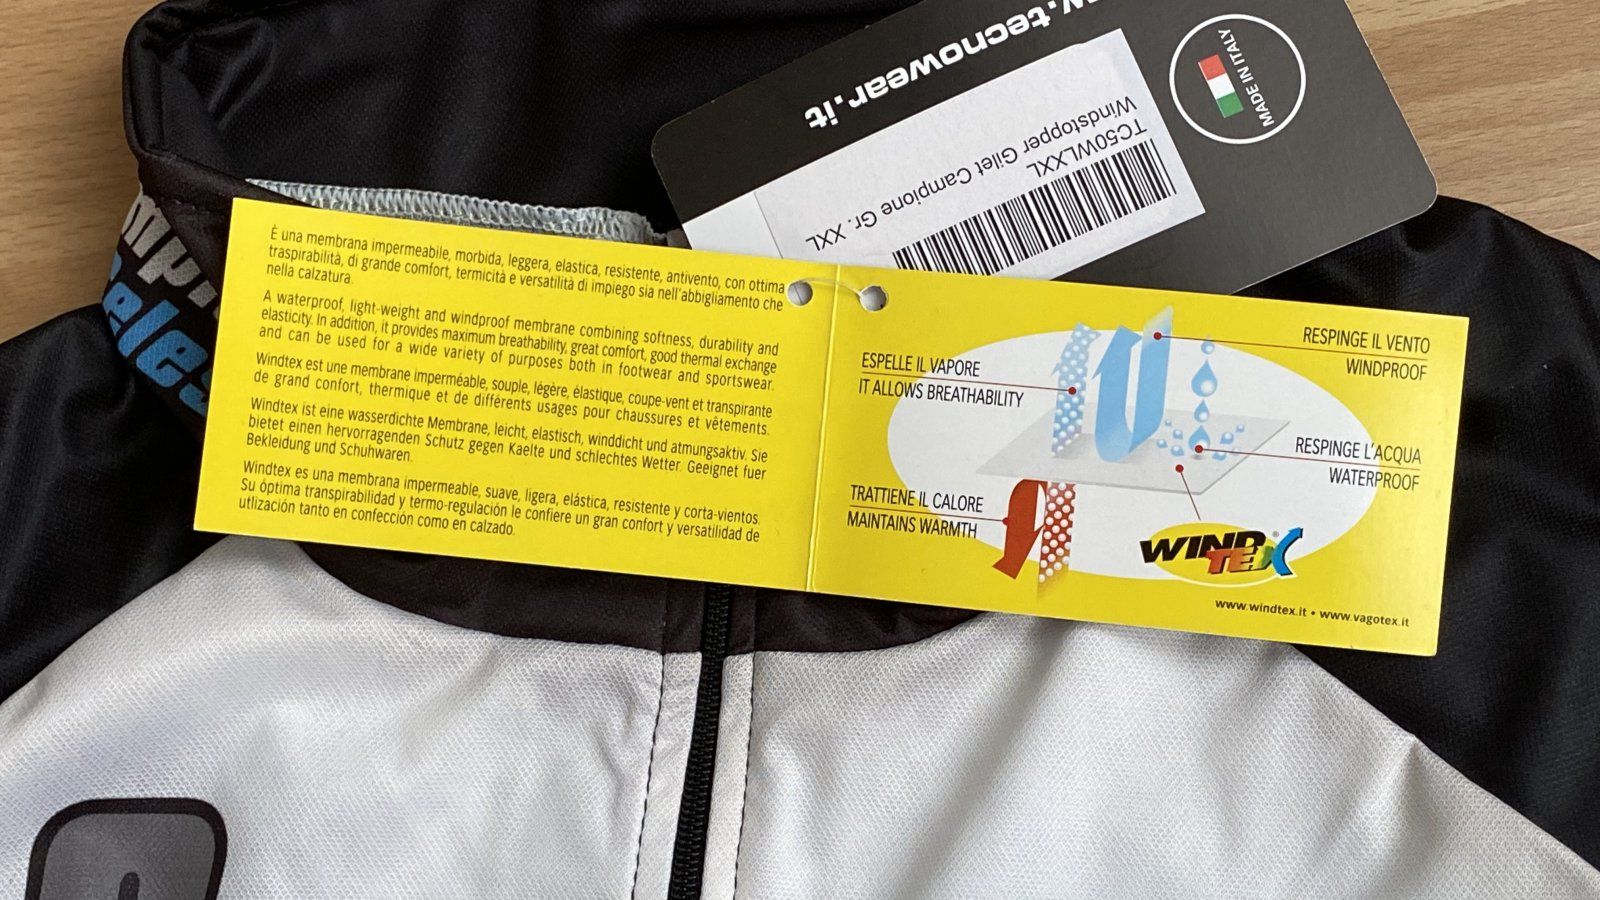 .tecnowear.it
MADE IN ITALY
TC50WLXXL
Windstopper Gilet Campione Gr. XXL
È una membrana impermeabile, morbida, leggera, elastica, resistente, antivento, con ottima
traspirabilità, di grande comfort, termicità e versatilità di impiego sia nell'abbigliamento che
nella calzatura.
A waterproof, light-weight and windproof membrane combining softness, durability and
elasticity. In addition, it provides maximum breathability, great comfort, good thermal exchange
and can be used for a wide variety of purposes both in footwear and sportswear.
Windtex est une membrane imperméable, souple, légère, élastique, coupe-vent et transpirante
de grand confort, thermique et de différents usages pour chaussures et vêtements.
Windtex ist eine wasserdichte Membrane, leicht, elastisch, winddicht und atmungsaktiv. Sie
bietet einen hervorragenden Schutz gegen Kaelte und schlechtes Wetter. Geeignet fuer
Bekleidung und Schuhwaren.
Windtex es una membrana impermeable, suave, ligera, elástica, resistente y corta-vientos.
Su óptima transpirabilidad y termo-regulación le confiere un gran confort y versatilidad de
utlización tanto en confección como en calzado.
RESPINGE IL VENTO
WINDPROOF
ESPELLE IL VAPORE
IT ALLOWS BREATHABILITY
RESPINGE L'ACQUA
WATERPROOF
TRATTIENE IL CALORE
MAINTAINS WARMTH
WIND
TEX
www.windtex.it • www.vagotex.it